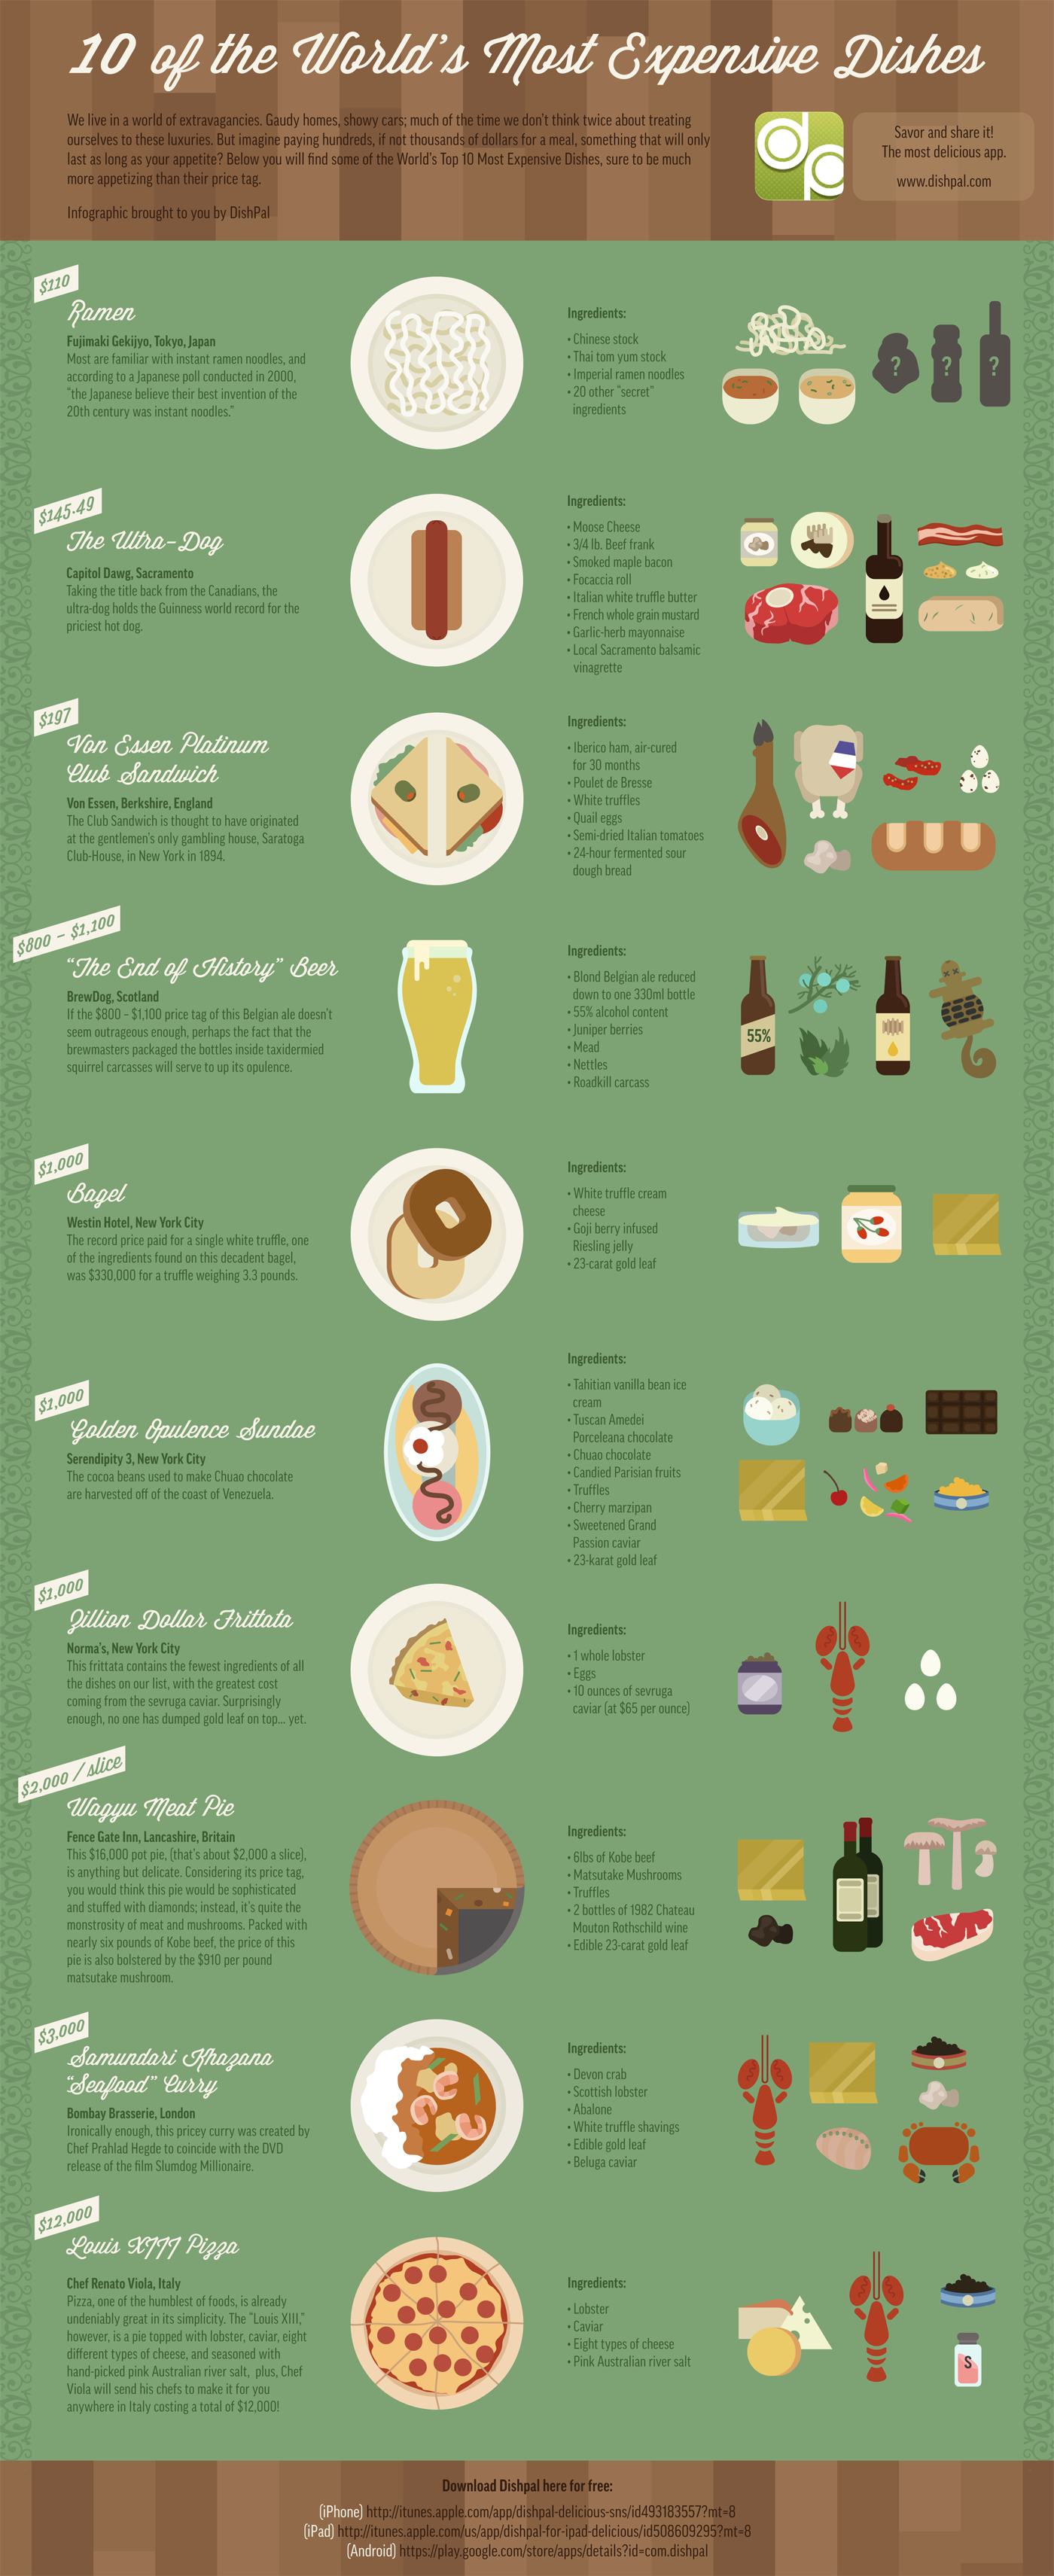 10 of the World's Most Expensive Dishes
We live in a world of extravagancies. Gaudy homes, showy cars; much of the time we don't think twice about treating
ourselves to these luxuries. But imagine paying hundreds, if not thousands of dollars for a meal, something that will only
last as long as your appetite? Below you will find some of the World's Top 10 Most Expensive Dishes, sure to be much
more appetizing than their price tag.
Infographic brought to you by DishPal
dp
Savor and share it!
The most delicious app.
www.dishpal.com
$110
Ramen
Fujimaki Gekijyo, Tokyo, Japan
Most are familiar with instant ramen noodles, and
according to a Japanese poll conducted in 2000,
"the Japanese believe their best invention of the
20th century was instant noodles."
Ingredients:
• Chinese stock
• Thai tom yum stock
• Imperial ramen noodles
• 20 other "secret"
ingredients
? ? ?
$145.49
The Ultra-Dog
Capitol Dawg, Sacramento
Taking the title back from the Canadians, the
ultra-dog holds the Guinness world record for the
priciest hot dog.
Ingredients:
• Moose Cheese
• 3/4 lb. Beef frank
• Smoked maple bacon
• Focaccia roll
• Italian white truffle butter
• French whole grain mustard
• Garlic-herb mayonnaise
• Local Sacramento balsamic
vinagrette
$197
Von Essen Platinum
Club Sandwich
Von Essen, Berkshire, England
The Club Sandwich is thought to have originated
at the gentlemen's only gambling house, Saratoga
Club-House, in New York in 1894.
Ingredients:
• Iberico ham, air-cured
for 30 months
• Poulet de Bresse
• White truffles
• Quail eggs
• Semi-dried Italian tomatoes
• 24-hour fermented sour
dough bread
$800 – $1,100
"The End of History" Beer
BrewDog, Scotland
If the $800 - $1,100 price tag of this Belgian ale doesn't
seem outrageous enough, perhaps the fact that the
brewmasters packaged the bottles inside taxidermied
squirrel carcasses will serve to up its opulence.
Ingredients:
• Blond Belgian ale reduced
down to one 330ml bottle
• 55% alcohol content
• Juniper berries
• Mead
• Nettles
• Roadkill carcass
55%
$1,000
Bagel
Westin Hotel, New York City
The record price paid for a single white truffle, one
of the ingredients found on this decadent bagel,
was $330,000 for a truffle weighing 3.3 pounds.
Ingredients:
• White truffle cream
cheese
• Goji berry infused
Riesling jelly
• 23-carat gold leaf
$1,000
Golden Opulence Sundae
Serendipity 3, New York City
The cocoa beans used to make Chuao chocolate
are harvested off of the coast of Venezuela.
Ingredients:
• Tahitian vanilla bean ice
cream
• Tuscan Amedei
Porceleana chocolate
• Chuao chocolate
• Candied Parisian fruits
• Truffles
• Cherry marzipan
• Sweetened Grand
Passion caviar
• 23-karat gold leaf
$1,000
Zillion Dollar Frittata
Norma's, New York City
This frittata contains the fewest ingredients of all
the dishes on our list, with the greatest cost
coming from the sevruga caviar. Surprisingly
enough, no one has dumped gold leaf on top... yet.
Ingredients:
• 1 whole lobster
• Eggs
• 10 ounces of sevruga
caviar (at $65 per ounce)
$2,000 / slice
Wagyu Meat Pie
Fence Gate Inn, Lancashire, Britain
This $16,000 pot pie, (that's about $2,000 a slice),
is anything but delicate. Considering its price tag,
you would think this pie would be sophisticated
and stuffed with diamonds; instead, it's quite the
monstrosity of meat and mushrooms. Packed with
nearly six pounds of Kobe beef, the price of this
pie is also bolstered by the $910 per pound
matsutake mushroom.
Ingredients:
• 6lbs of Kobe beef
• Matsutake Mushrooms
• Truffles
• 2 bottles of 1982 Chateau
Mouton Rothschild wine
• Edible 23-carat gold leaf
$3,000
Samundari Khazana
"Seafood" Curry
Bombay Brasserie, London
Ironically enough, this pricey curry was created by
Chef Prahlad Hegde to coincide with the DVD
release of the film Slumdog Millionaire.
Ingredients:
• Devon crab
• Scottish lobster
• Abalone
• White truffle shavings
• Edible gold leaf
• Beluga caviar
$12,000
Louis XIII Pizza
Chef Renato Viola, Italy
Pizza, one of the humblest of foods, is already
undeniably great in its simplicity. The "Louis XIII,"
however, is a pie topped with lobster, caviar, eight
different types of cheese, and seasoned with
hand-picked pink Australian river salt, plus, Chef
Viola will send his chefs to make it for you
anywhere in Italy costing a total of $12,000!
Ingredients:
• Lobster
• Caviar
• Eight types of cheese
• Pink Australian river salt
S
Download Dishpal here for free:
(iPhone) http://itunes.apple.com/app/dishpal-delicious-sns/id493183557?mt=8
(iPad) http://itunes.apple.com/us/app/dishpal-for-ipad-delicious/id508609295?mt=8
(Android) https://play.google.com/store/apps/details?id=com.dishpal